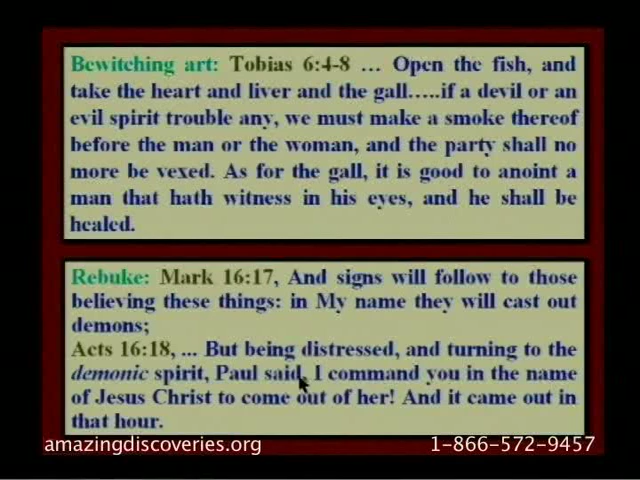 Bewitching art: Tobias 6:4-8 ... Open the fish, and
take the heart and liver and the gall.....if a devil or an
evil spirit trouble any, we must make a smoke thereof
before the man or the woman, and the party shall no
more be vexed. As for the gall, it is good to anoint a
man that hath witness in his eyes, and he shall be
healed.
Rebuke: Mark 16:17, And signs will follow to those
believing these things: in My name they will cast out
demons;
Acts 16:18, ... But being distressed, and turning to the
demonic spirit, Paul said, I command you in the name
of Jesus Christ to come out of her! And it came out in
that hour.
amazingdiscoveries.org 1-866-572-9457